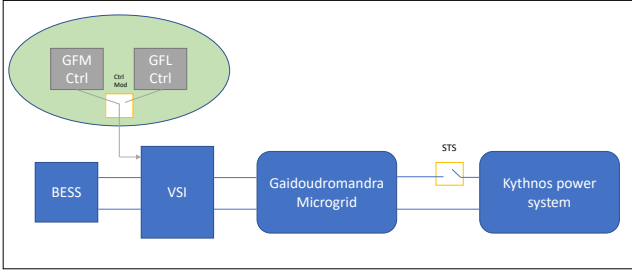 GFM
Ctrl
GFL
Ctrl
Ctrl
Mod
STS
BESS
VSI
Gaidoudromandra
Microgrid
Kythnos power
system